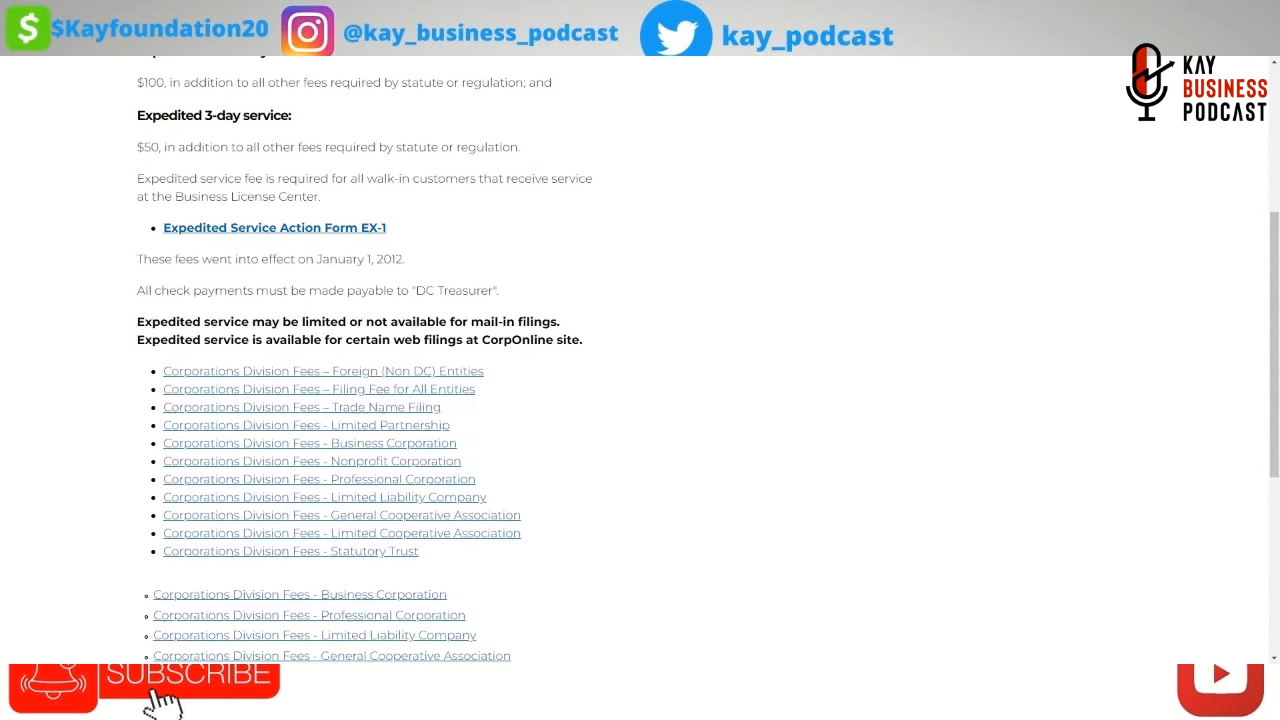 $Kayfoundation20
@kay_business_podcast
kay_podcast
KAY
BUSINESS
PODCAST
$100, in addition to all other fees required by statute or regulation; and
Expedited 3-day service:
$50, in addition to all other fees required by statute or regulation.
Expedited service fee is required for all walk-in customers that receive service
at the Business License Center.
Expedited Service Action Form EX-1
These fees went into effect on January 1, 2012.
All check payments must be made payable to "DC Treasurer".
Expedited service may be limited or not available for mail-in filings.
Expedited service is available for certain web filings at CorpOnline site.
Corporations Division Fees – Foreign (Non DC) Entities
Corporations Division Fees – Filing Fee for All Entities
Corporations Division Fees – Trade Name Filing
Corporations Division Fees - Limited Partnership
Corporations Division Fees - Business Corporation
Corporations Division Fees - Nonprofit Corporation
Corporations Division Fees - Professional Corporation
Corporations Division Fees - Limited Liability Company
Corporations Division Fees - General Cooperative Association
Corporations Division Fees - Limited Cooperative Association
Corporations Division Fees - Statutory Trust
Corporations Division Fees - Business Corporation
Corporations Division Fees - Professional Corporation
Corporations Division Fees - Limited Liability Company
Corporations Division Fees - General Cooperative Association
SUBSCRIBE